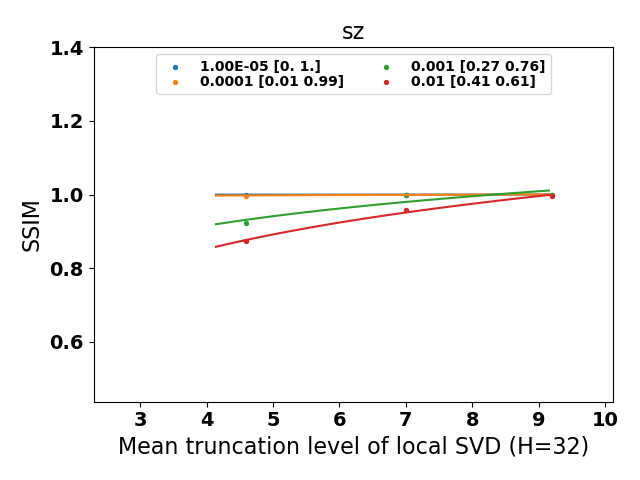 sz
1.00E-05 [0. 1.]
0.0001 [0.01 0.99]
0.001 [0.27 0.76]
0.01 [0.41 0.61]
SSIM
1.4
1.2
1.0
0.8
0.6
3 4 5 6 7 8 9 10
Mean truncation level of local SVD (H=32)